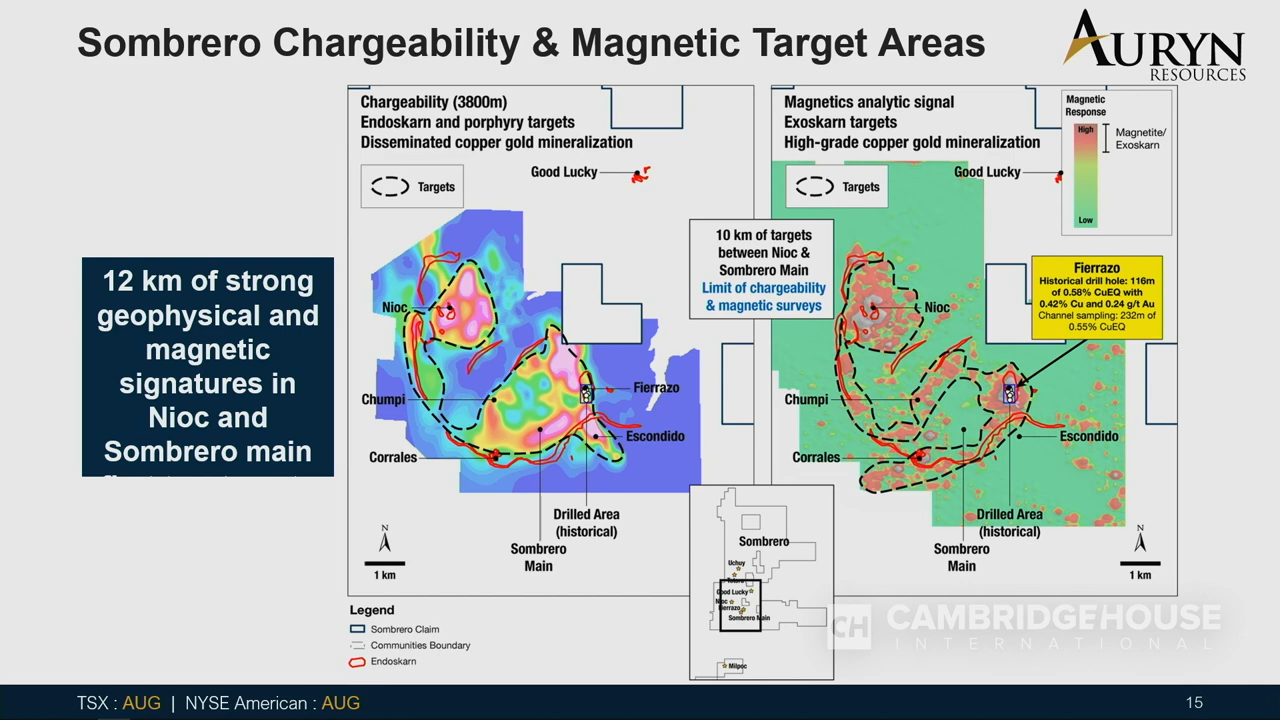 Sombrero Chargeability & Magnetic Target Areas
AURYN
RESOURCES
12 km of strong
geophysical and
magnetic
signatures in
Nioc and
Sombrero main
Chargeability (3800m)
Endoskarn and porphyry targets
Disseminated copper gold mineralization
Targets
Good Lucky
Nioc
Chumpi
Corrales
Fierrazo
Escondido
Drilled Area
(historical)
Sombrero
Main
N
1 km
10 km of targets
between Nioc &
Sombrero Main
Limit of chargeability
& magnetic surveys
Magnetics analytic signal
Exoskarn targets
High-grade copper gold mineralization
Targets
Good Lucky
Magnetic
Response
High
Low
Magnetite/
Exoskarn
Fierrazo
Historical drill hole: 116m
of 0.58% CuEQ with
0.42% Cu and 0.24 g/t Au
Channel sampling: 232m of
0.55% CuEQ
Nioc
Chumpi
Corrales
Escondido
Drilled Area
(historical)
Sombrero
Main
N
1 km
Sombrero
Uchuy
Good Lucky
Nioc
Fierrazo
Sombrero Main
Milpoc
Legend
Sombrero Claim
Communities Boundary
Endoskarn
CH CAMBRIDGEHOUSE
INTERNATIONAL
TSX : AUG | NYSE American : AUG
15